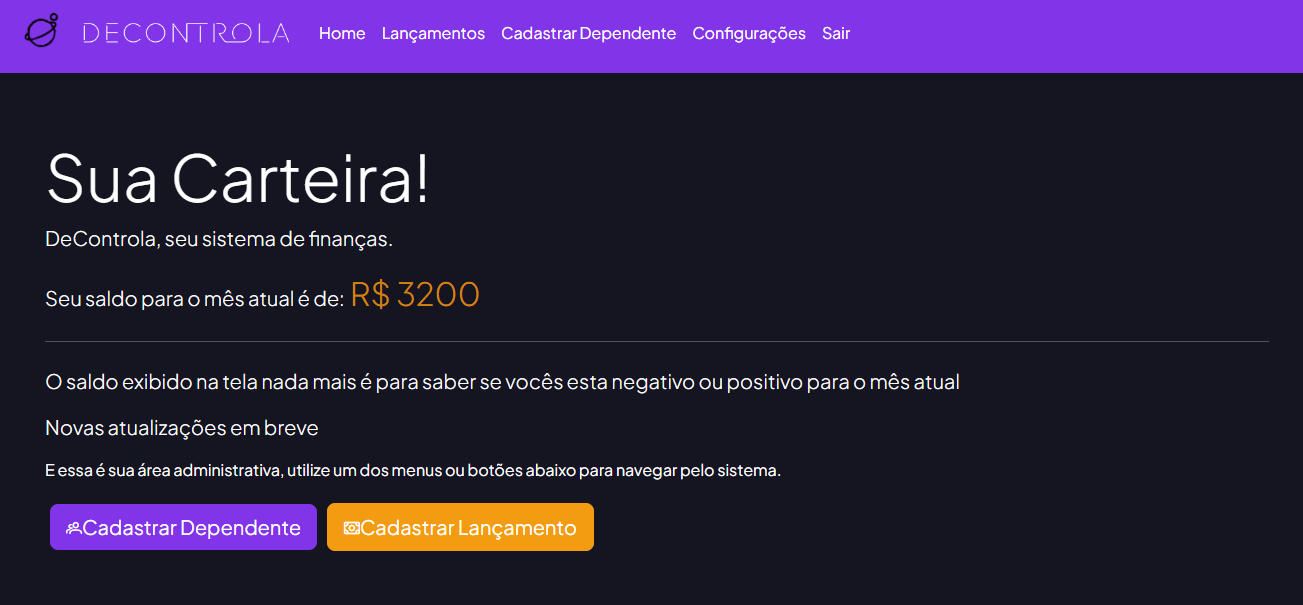 DECONTROLA Home Lançamentos Cadastrar Dependente Configurações Sair
Sua Carteira!
DeControla, seu sistema de finanças.
Seu saldo para o mês atual é de: R$ 3200
O saldo exibido na tela nada mais é para saber se vocês esta negativo ou positivo para o mês atual
Novas atualizações em breve
E essa é sua área administrativa, utilize um dos menus ou botões abaixo para navegar pelo sistema.
Cadastrar Dependente Cadastrar Lançamento